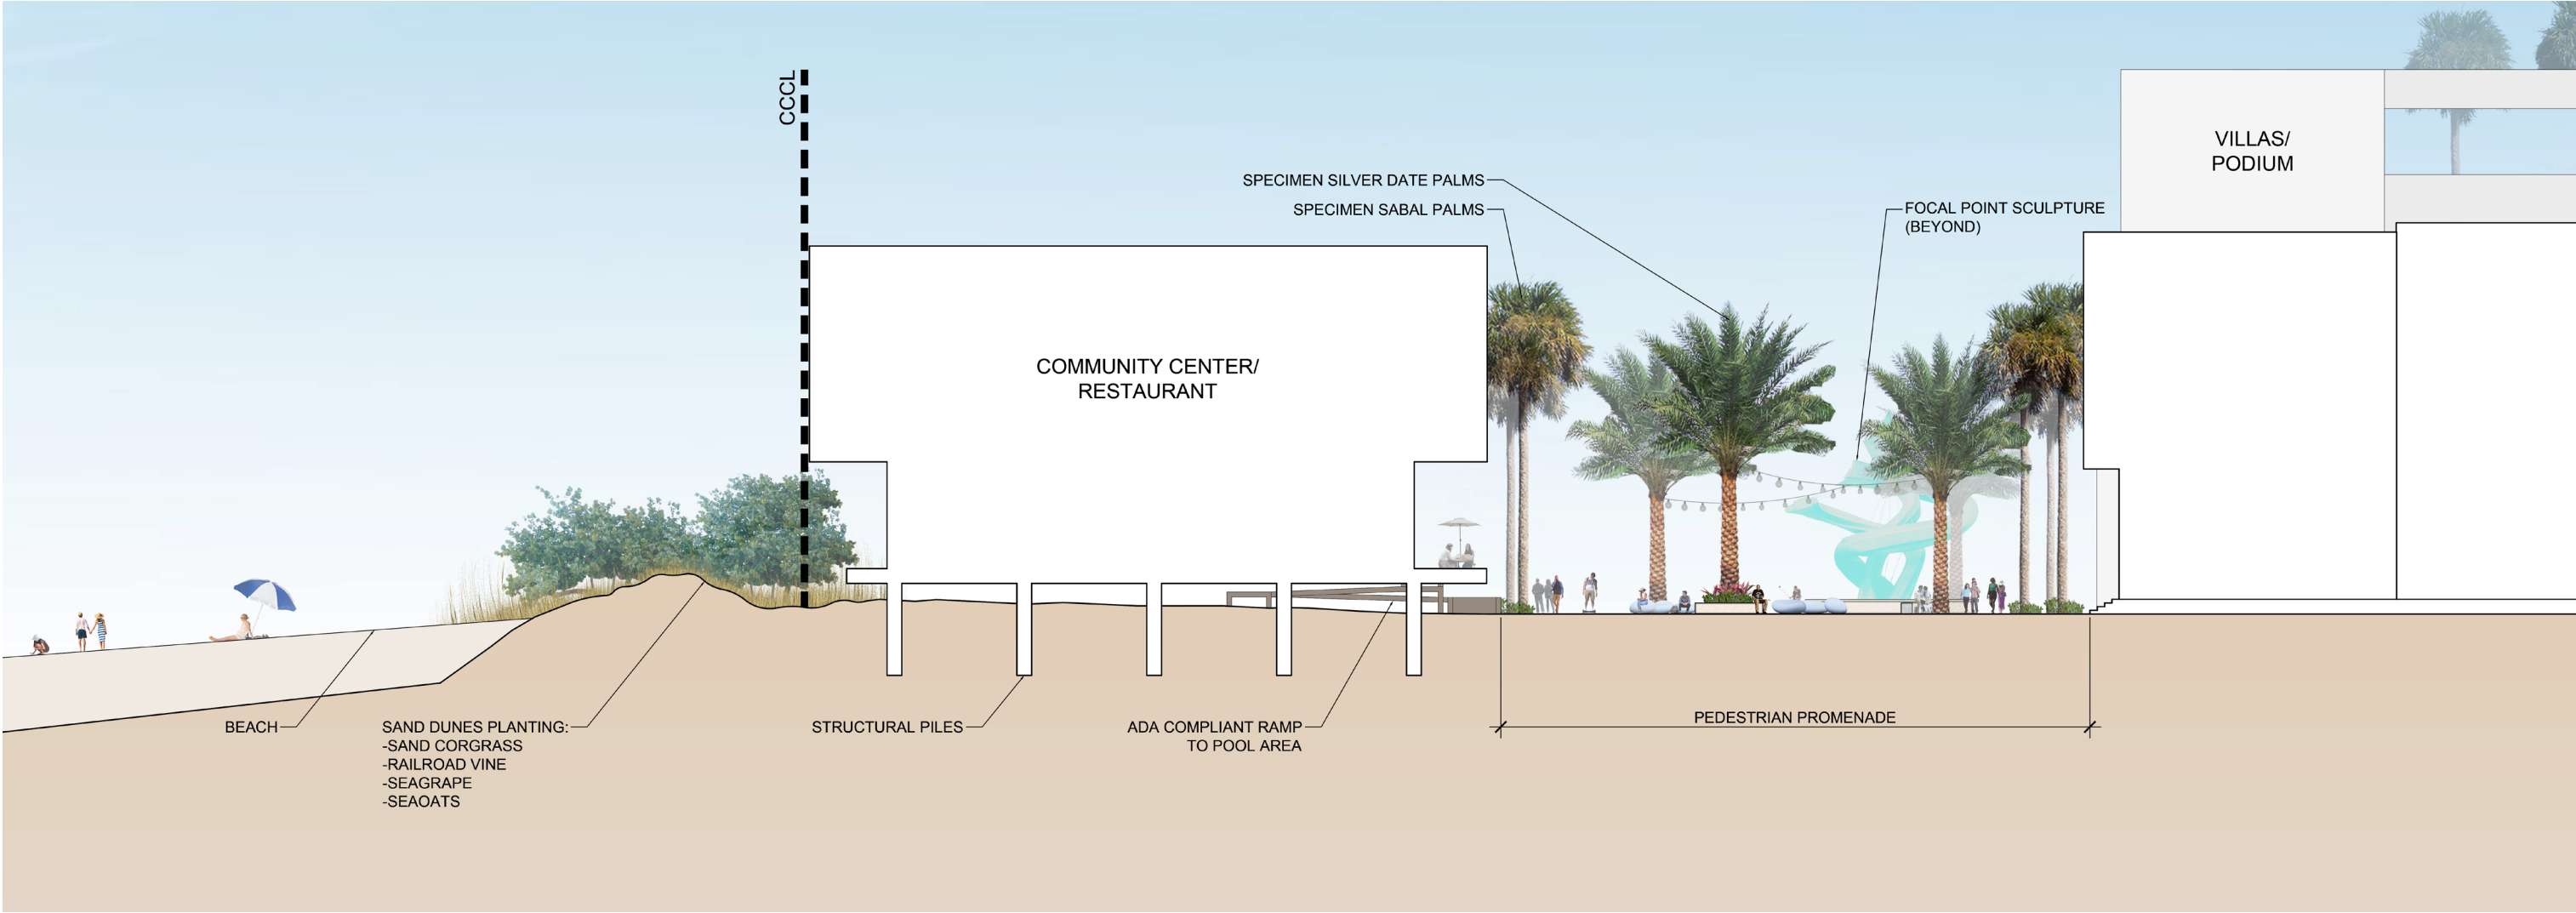 CCCL
VILLAS/
PODIUM
SPECIMEN SILVER DATE PALMS
SPECIMEN SABAL PALMS
FOCAL POINT SCULPTURE
(BEYOND)
COMMUNITY CENTER/
RESTAURANT
BEACH
SAND DUNES PLANTING:
-SAND CORGRASS
-RAILROAD VINE
-SEAGRAPE
-SEAOATS
STRUCTURAL PILES
ADA COMPLIANT RAMP
TO POOL AREA
PEDESTRIAN PROMENADE